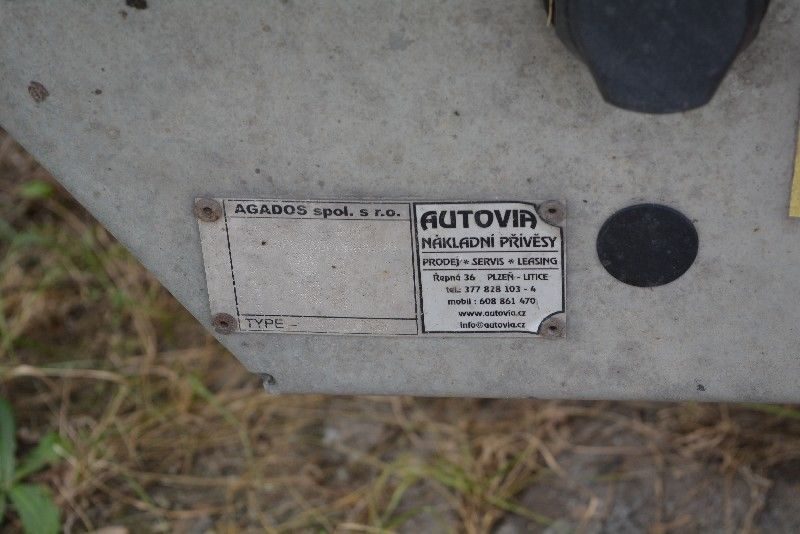 AGADOS spol. s r.o.
TYPE -
AUTOVIA
NÁKLADNÍ PŘÍVĚSY
PRODEJ * SERVIS * LEASING
Řepná 36 PLZEŇ - LITICE
tel.: 377 828 103 - 4
mobil : 608 861 470
www.autovia.cz
info@autovia.cz